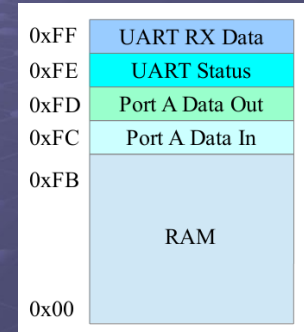 0xFF UART RX Data
0xFE UART Status
0xFD Port A Data Out
0xFC Port A Data In
0xFB
RAM
0x00